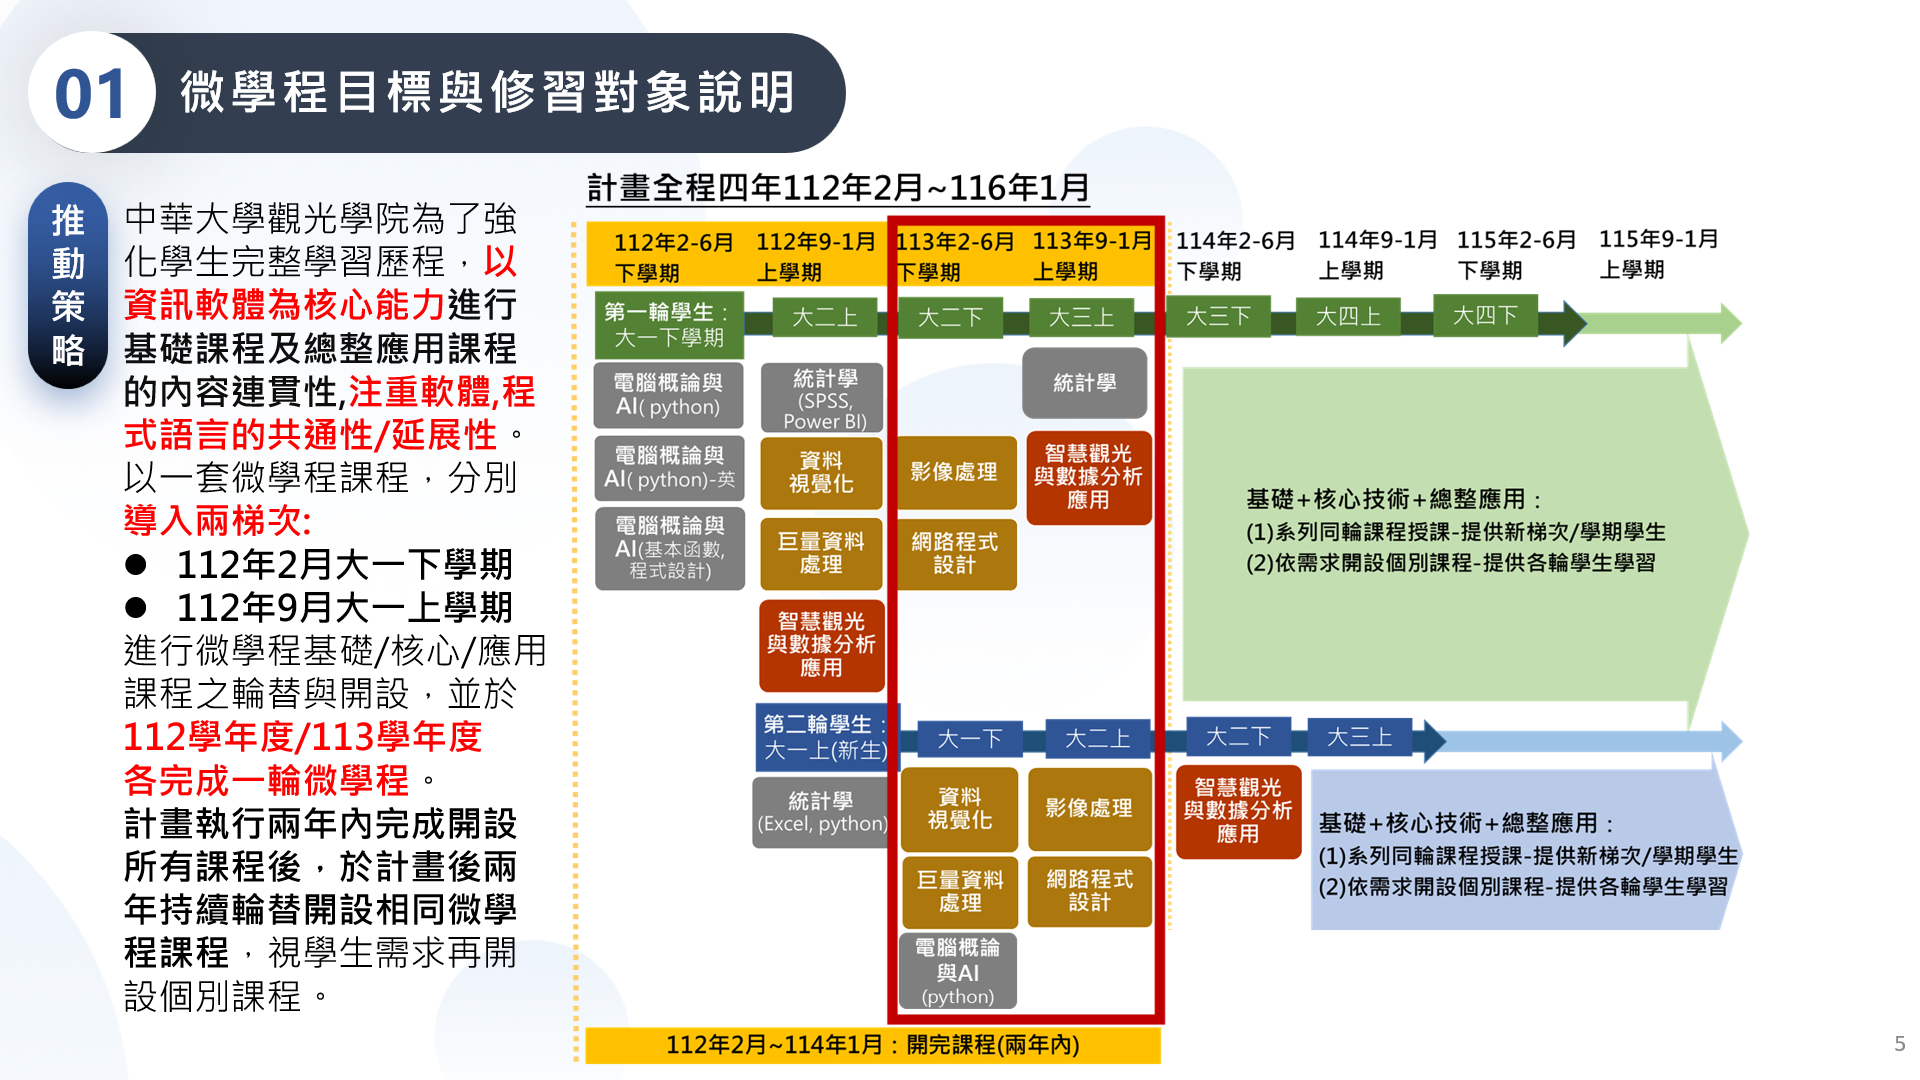 01
微學程目標與修習對象說明
推
動
策
略
中華大學觀光學院為了強
化學生完整學習歷程，以
資訊軟體為核心能力進行
基礎課程及總整應用課程
的內容連貫性,注重軟體,程
式語言的共通性/延展性。
以一套微學程課程，分別
導入兩梯次:
● 112年2月大一下學期
● 112年9月大一上學期
進行微學程基礎/核心/應用
課程之輪替與開設，並於
112學年度/113學年度
各完成一輪微學程。
計畫執行兩年內完成開設
所有課程後，於計畫後兩
年持續輪替開設相同微學
程課程，視學生需求再開
設個別課程。
計畫全程四年112年2月~116年1月
112年2-6月
下學期
112年9-1月
上學期
113年2-6月
下學期
113年9-1月
上學期
114年2-6月
下學期
114年9-1月
上學期
115年2-6月
下學期
115年9-1月
上學期
第一輪學生：
大一下學期
大二上
大二下
大三上
大三下
大四上
大四下
電腦概論與
AI( python)
電腦概論與
AI( python)-英
電腦概論與
AI(基本函數,
程式設計)
統計學
(SPSS,
Power BI)
資料
視覺化
巨量資料
處理
智慧觀光
與數據分析
應用
影像處理
網路程式
設計
統計學
智慧觀光
與數據分析
應用
基礎+核心技術+總整應用：
(1)系列同輪課程授課-提供新梯次/學期學生
(2)依需求開設個別課程-提供各輪學生學習
第二輪學生：
大一上(新生)
大一下
大二上
大二下
大三上
統計學
(Excel, python)
資料
視覺化
巨量資料
處理
電腦概論
與AI
(python)
影像處理
網路程式
設計
智慧觀光
與數據分析
應用
基礎+核心技術+總整應用：
(1)系列同輪課程授課-提供新梯次/學期學生
(2)依需求開設個別課程-提供各輪學生學習
112年2月~114年1月：開完課程(兩年內)
5